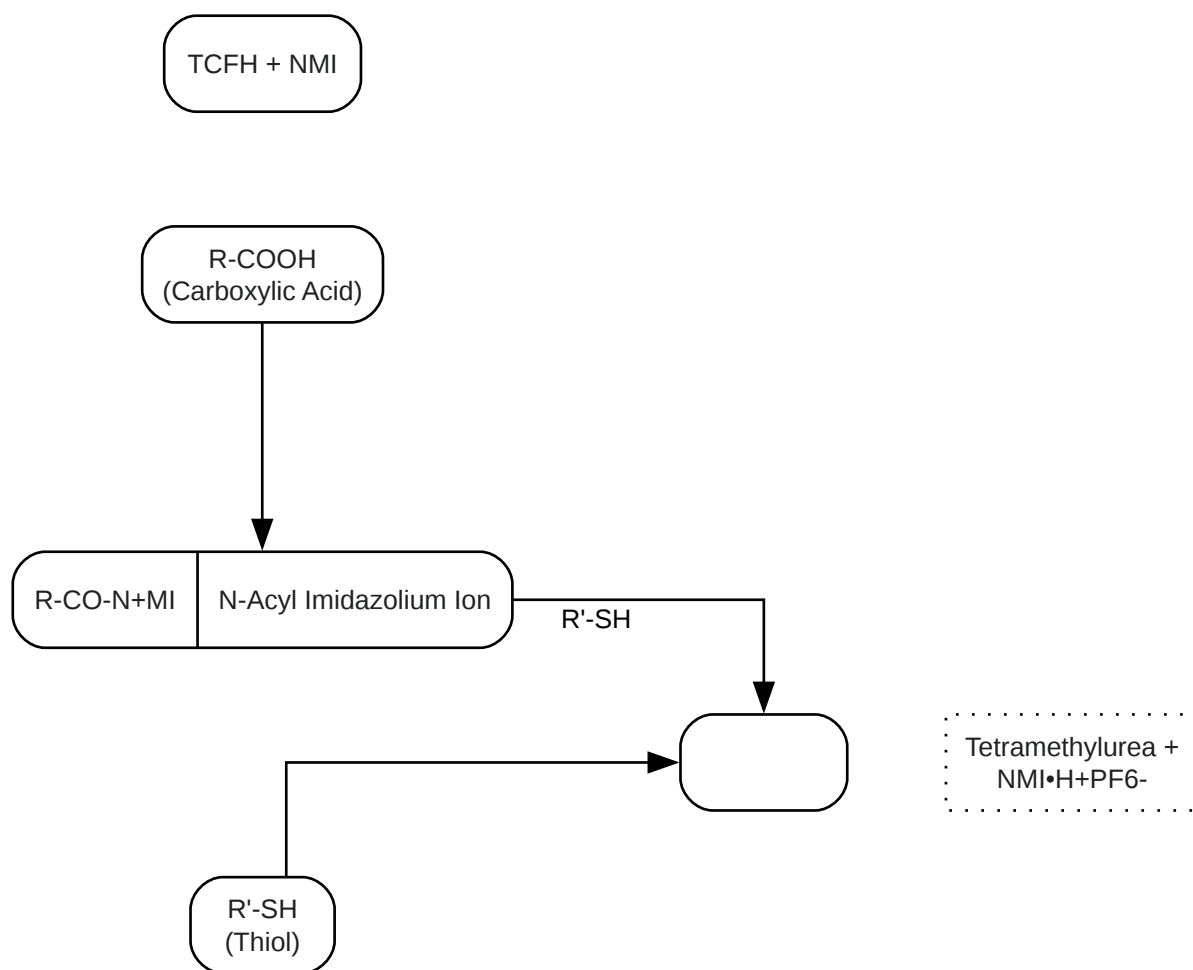 TCFH + NMI
R-COOH
(Carboxylic Acid)
R-CO-N+MI
N-Acyl Imidazolium Ion
R'-SH
Tetramethylurea +
NMI•H+PF6-
R'-SH
(Thiol)